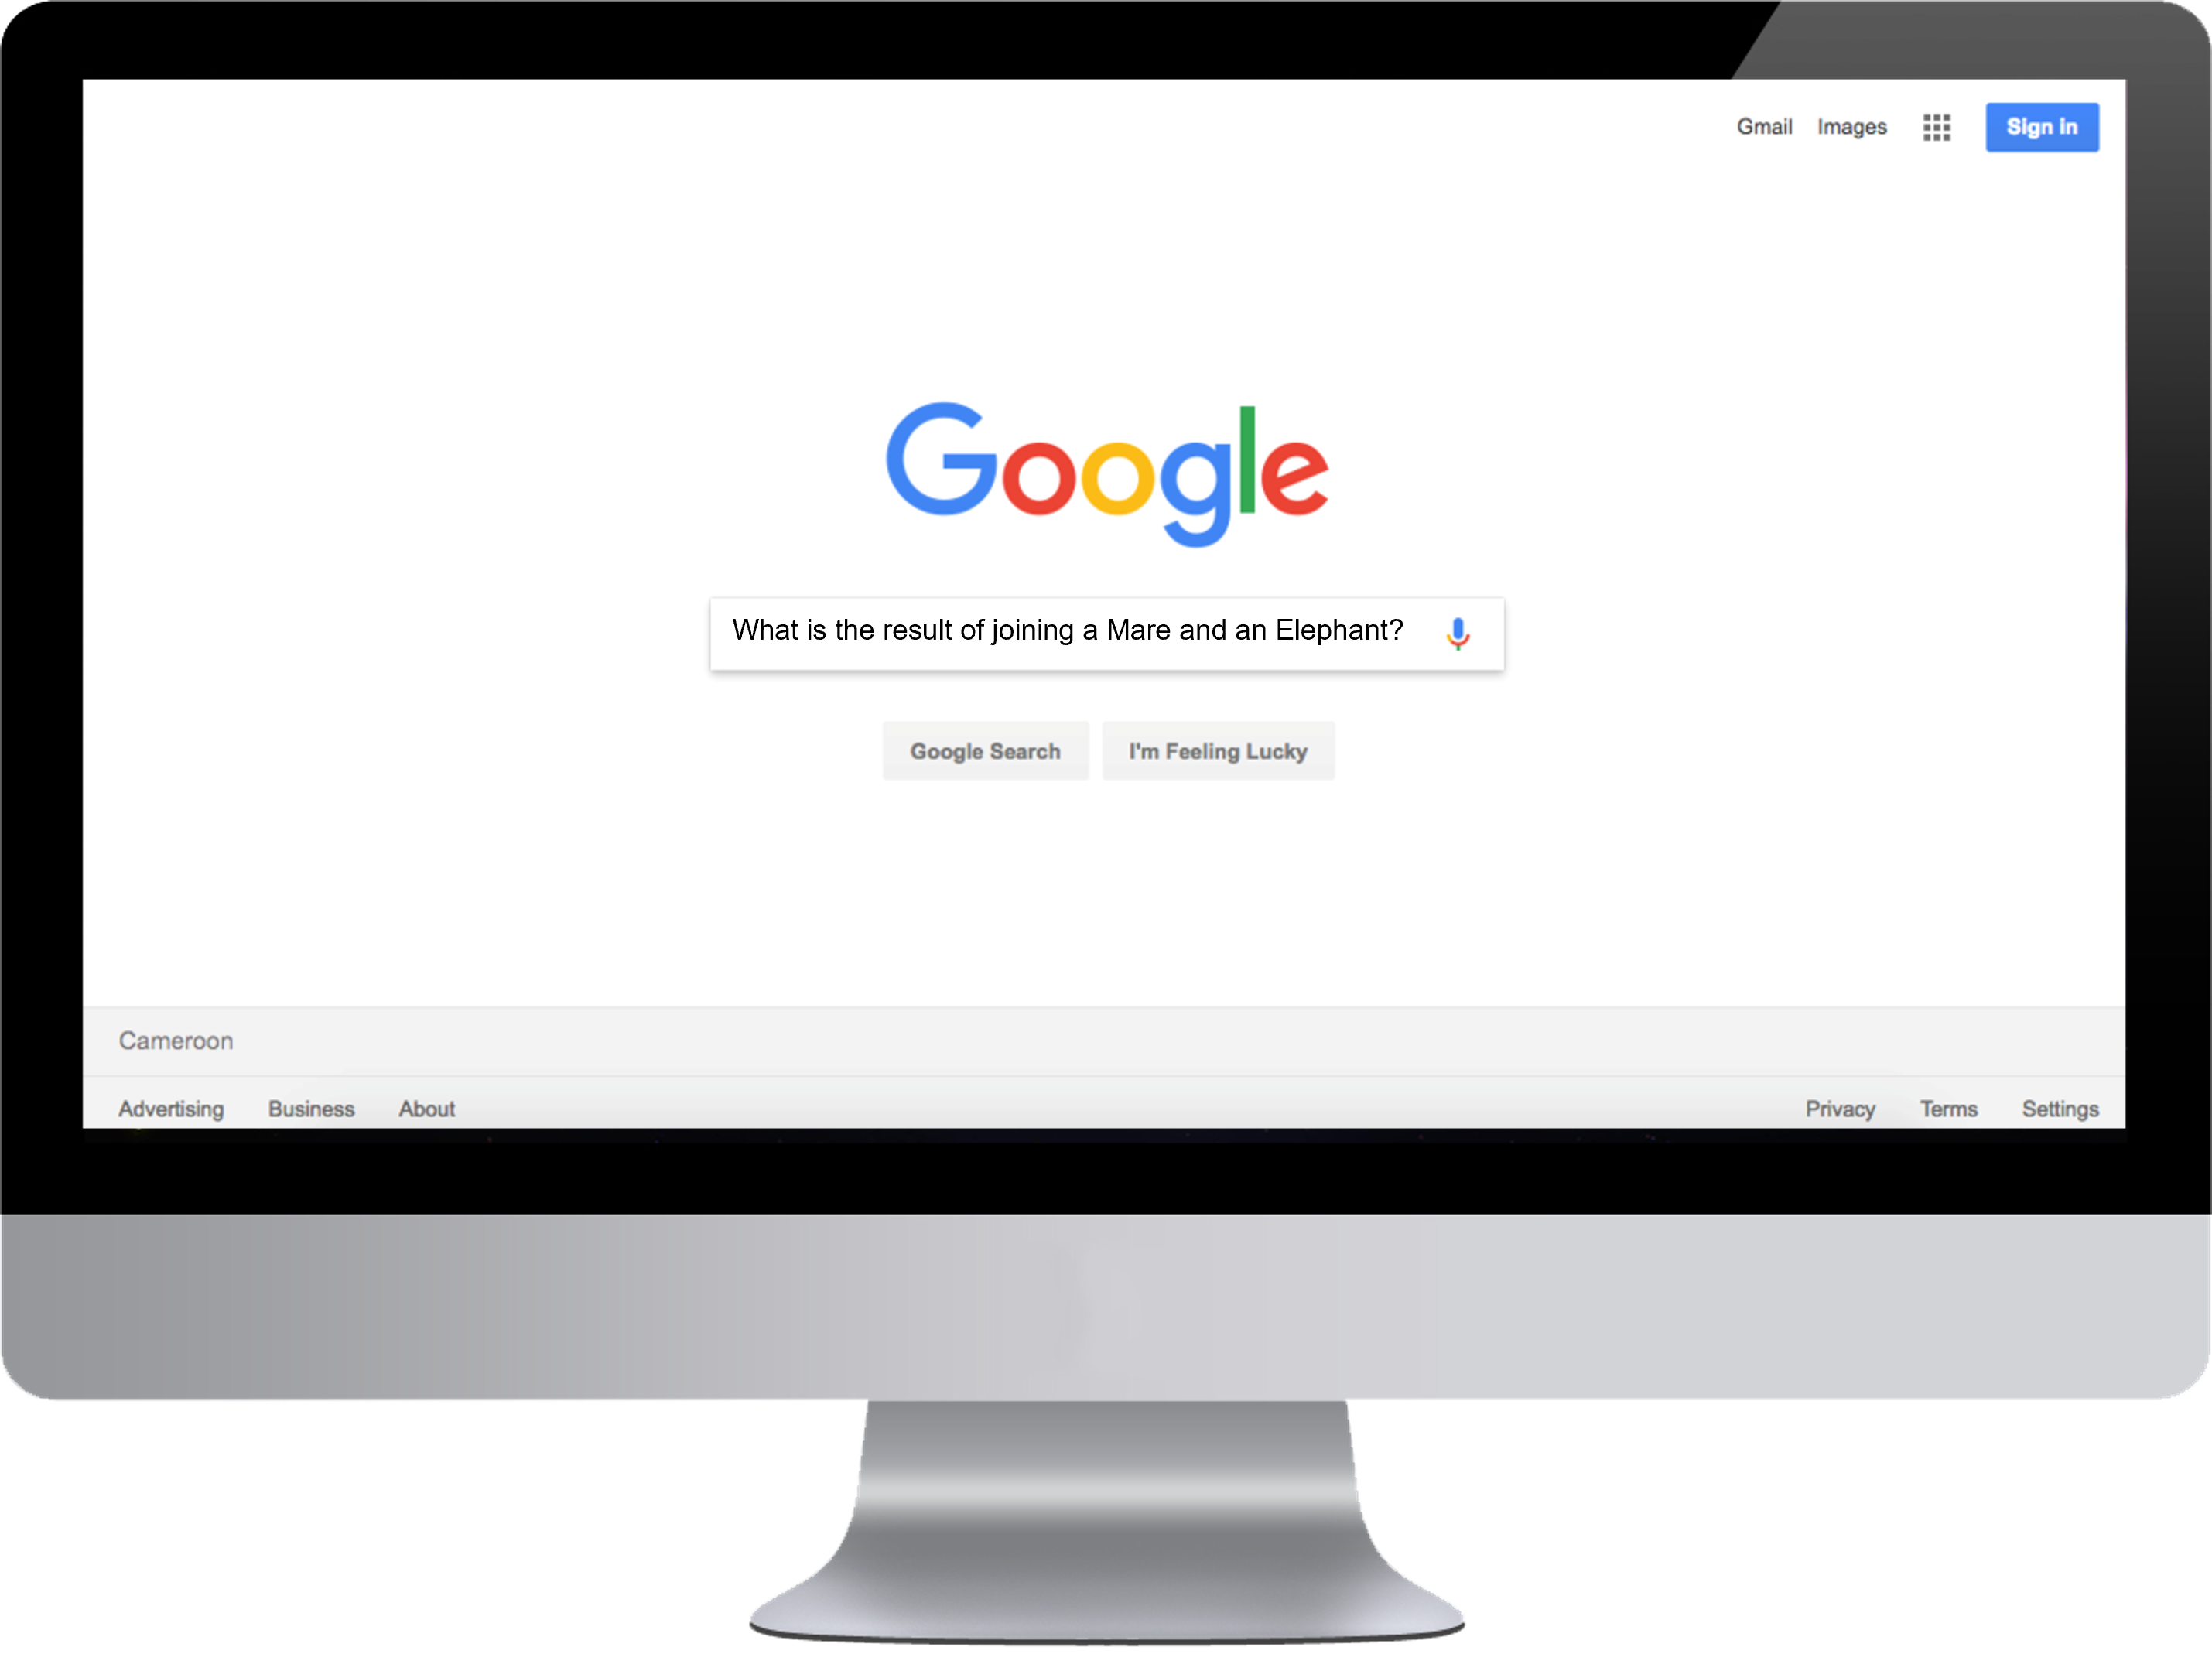 Gmail Images Sign in
Google
What is the result of joining a Mare and an Elephant?
Google Search I'm Feeling Lucky
Cameroon
Advertising Business About Privacy Terms Settings